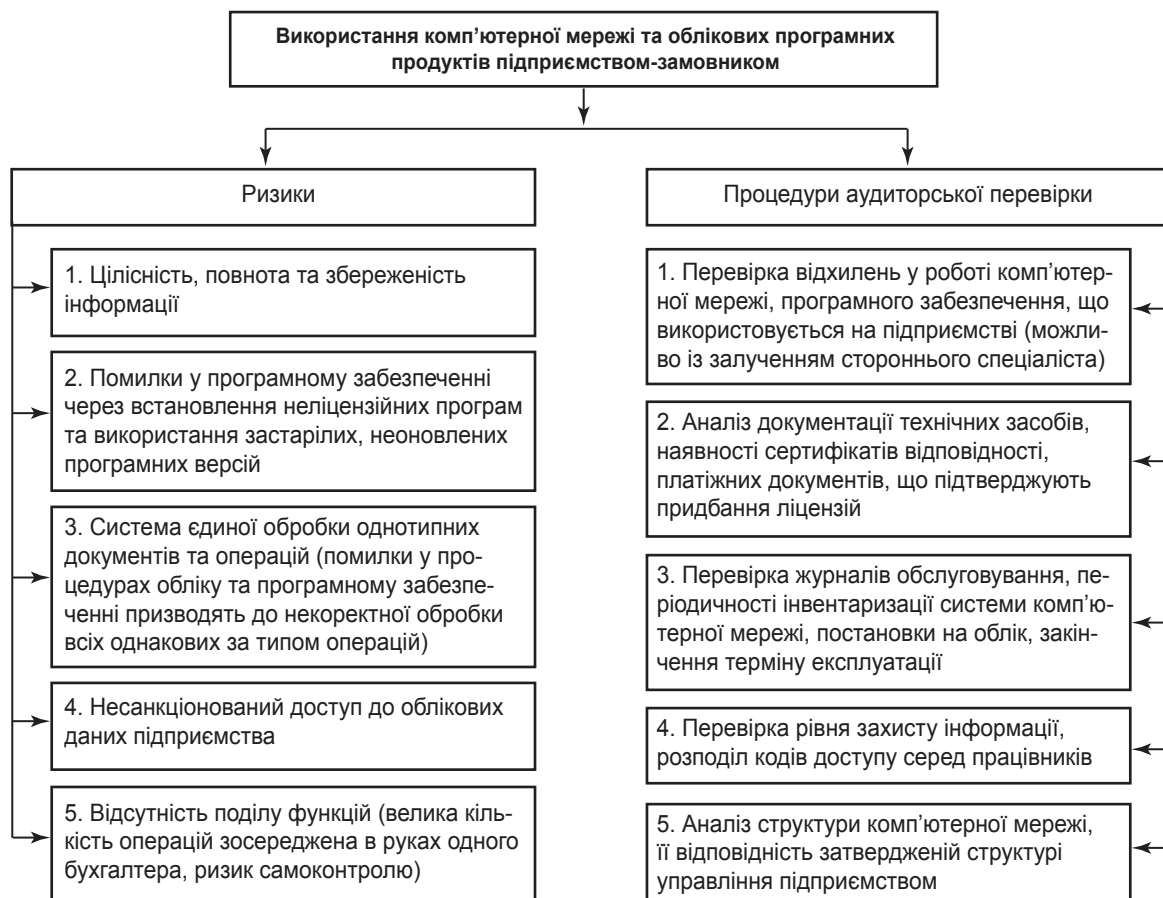 Використання комп’ютерної мережі та облікових програмних
продуктів підприємством-замовником
Ризики
1. Цілісність, повнота та збереженість
інформації
2. Помилки у програмному забезпеченні
через встановлення неліцензійних програм
та використання застарілих, неоновлених
програмних версій
3. Система єдиної обробки однотипних
документів та операцій (помилки у про-
цедурах обліку та програмному забезпе-
ченні призводять до некоректної обробки
всіх однакових за типом операцій)
4. Несанкціонований доступ до облікових
даних підприємства
5. Відсутність поділу функцій (велика кіль-
кість операцій зосереджена в руках одного
бухгалтера, ризик самоконтролю)
Процедури аудиторської перевірки
1. Перевірка відхилень у роботі комп’ютер-
ної мережі, програмного забезпечення, що
використовується на підприємстві (можли-
во із залученням стороннього спеціаліста)
2. Аналіз документації технічних засобів,
наявності сертифікатів відповідності,
платіжних документів, що підтверджують
придбання ліцензій
3. Перевірка журналів обслуговування, пе-
ріодичності інвентаризації системи комп’ю-
терної мережі, постановки на облік, закін-
чення терміну експлуатації
4. Перевірка рівня захисту інформації,
розподіл кодів доступу серед працівників
5. Аналіз структури комп’ютерної мережі,
її відповідність затвердженій структурі
управління підприємством